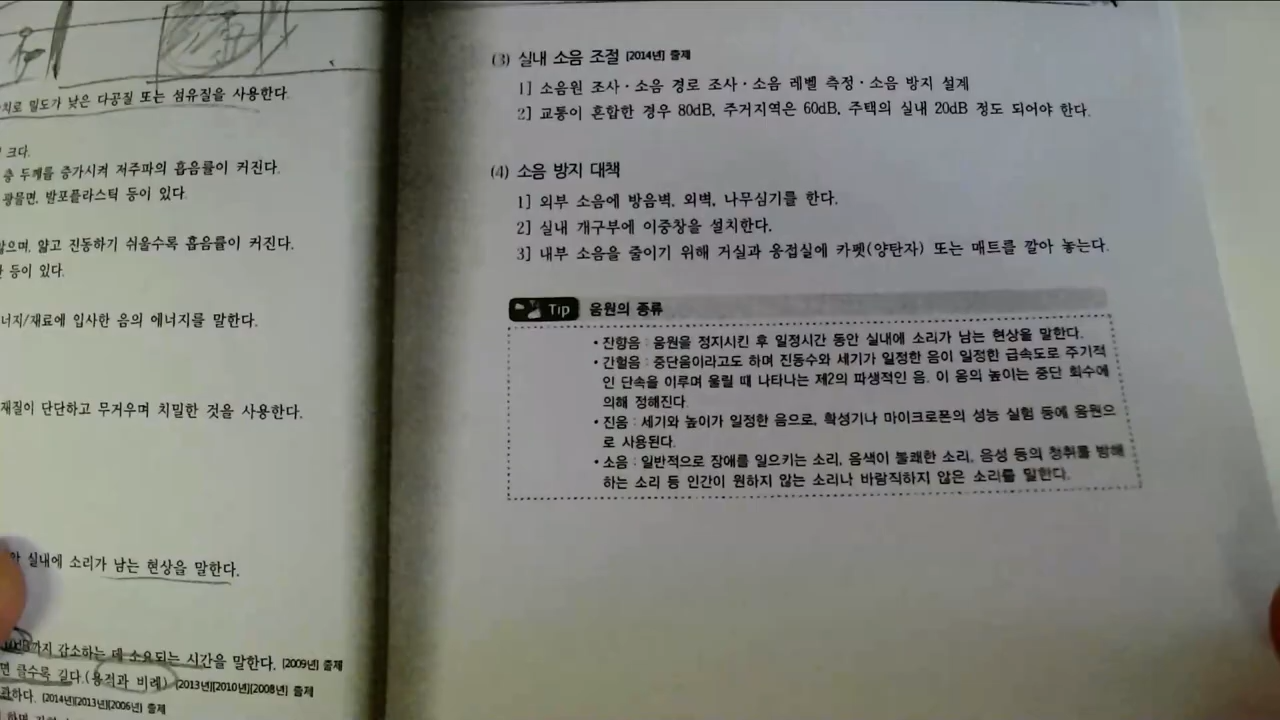 밀도가 낮은 다공질 또는 섬유질을 사용한다.
크다.
층 두께를 증가시켜 저주파의 흡음률이 커진다.
광물면, 발포플라스틱 등이 있다.
얇고 진동하기 쉬울수록 흡음률이 커진다.
등이 있다.
너지/재료에 입사한 음의 에너지를 말한다.
재질이 단단하고 무거우며 치밀한 것을 사용한다.
실내에 소리가 남는 현상을 말한다.
감소하는 데 소요되는 시간을 말한다. [2009년] 출제
클수록 길다.(용적과 비례) [2013년][2010년][2008년] 출제
[2014년][2013년][2006년] 출제
(3) 실내 소음 조절 [2014년] 출제
1] 소음원 조사·소음 경로 조사·소음 레벨 측정·소음 방지 설계
2] 교통이 혼합한 경우 80dB, 주거지역은 60dB, 주택의 실내 20dB 정도 되어야 한다.
(4) 소음 방지 대책
1] 외부 소음에 방음벽, 외벽, 나무심기를 한다.
2] 실내 개구부에 이중창을 설치한다.
3] 내부 소음을 줄이기 위해 거실과 응접실에 카펫(양탄자) 또는 매트를 깔아 놓는다.
Tip 음원의 종류
• 잔향음 : 음원을 정지시킨 후 일정시간 동안 실내에 소리가 남는 현상을 말한다.
• 간헐음 : 중단음이라고도 하며 진동수와 세기가 일정한 음이 일정한 급속도로 주기적
인 단속을 이루며 울릴 때 나타나는 제2의 파생적인 음. 이 음의 높이는 중단 회수에
의해 정해진다.
• 진음 : 세기와 높이가 일정한 음으로, 확성기나 마이크로폰의 성능 실험 등에 음원으
로 사용된다.
• 소음 : 일반적으로 장애를 일으키는 소리, 음색이 불쾌한 소리, 음성 등의 청취를 방해
하는 소리 등 인간이 원하지 않는 소리나 바람직하지 않은 소리를 말한다.